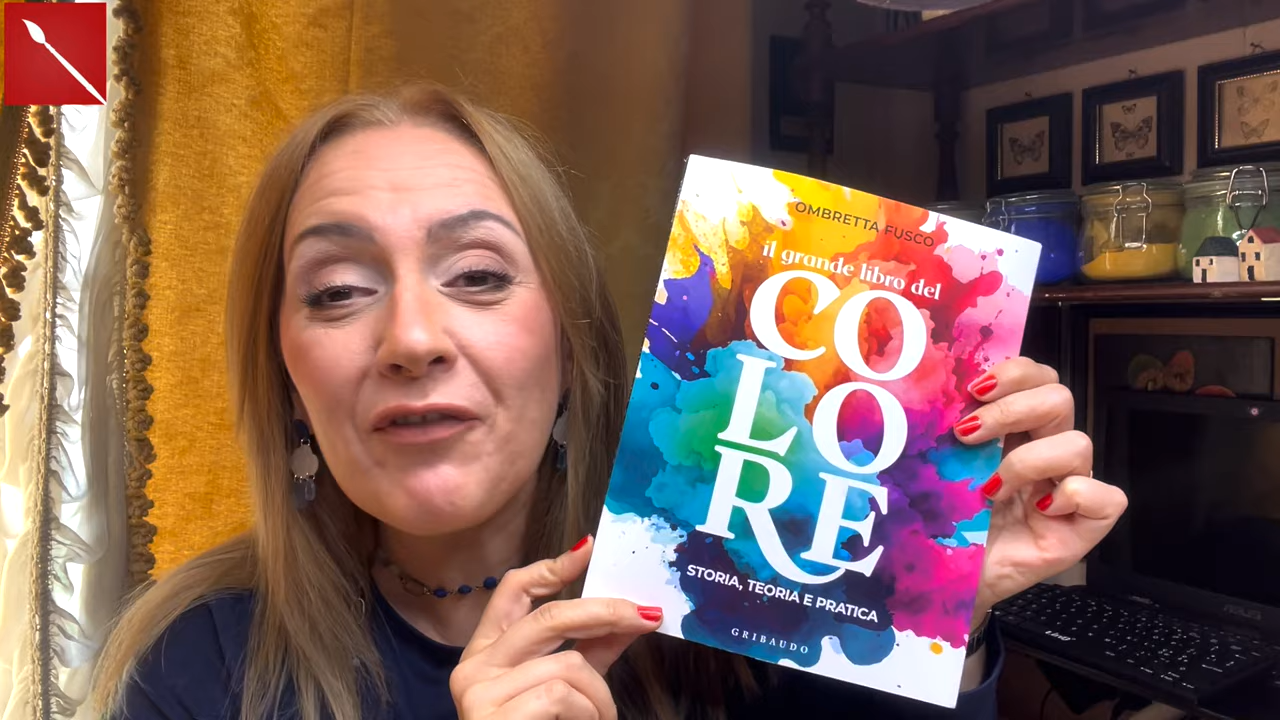 OMBRETTA FUSCO
il grande libro del
CO
LO
RE
STORIA, TEORIA E PRATICA
GRIBAUDO